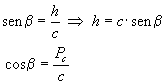 sen β = h/c ⇒ h = c · sen β
cos β = P_c/c